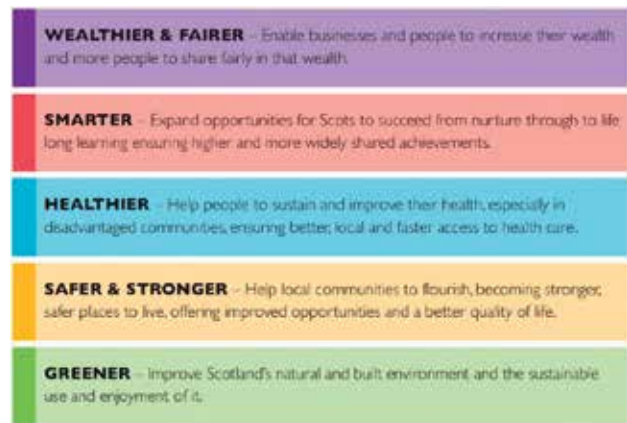 WEALTHIER & FAIRER – Enable businesses and people to increase their wealth
and more people to share fairly in that wealth.
SMARTER – Expand opportunities for Scots to succeed from nurture through to life
long learning ensuring higher and more widely shared achievements.
HEALTHIER – Help people to sustain and improve their health, especially in
disadvantaged communities, ensuring better, local and faster access to health care.
SAFER & STRONGER – Help local communities to flourish, becoming stronger,
safer places to live, offering improved opportunities and a better quality of life.
GREENER – Improve Scotland's natural and built environment and the sustainable
use and enjoyment of it.